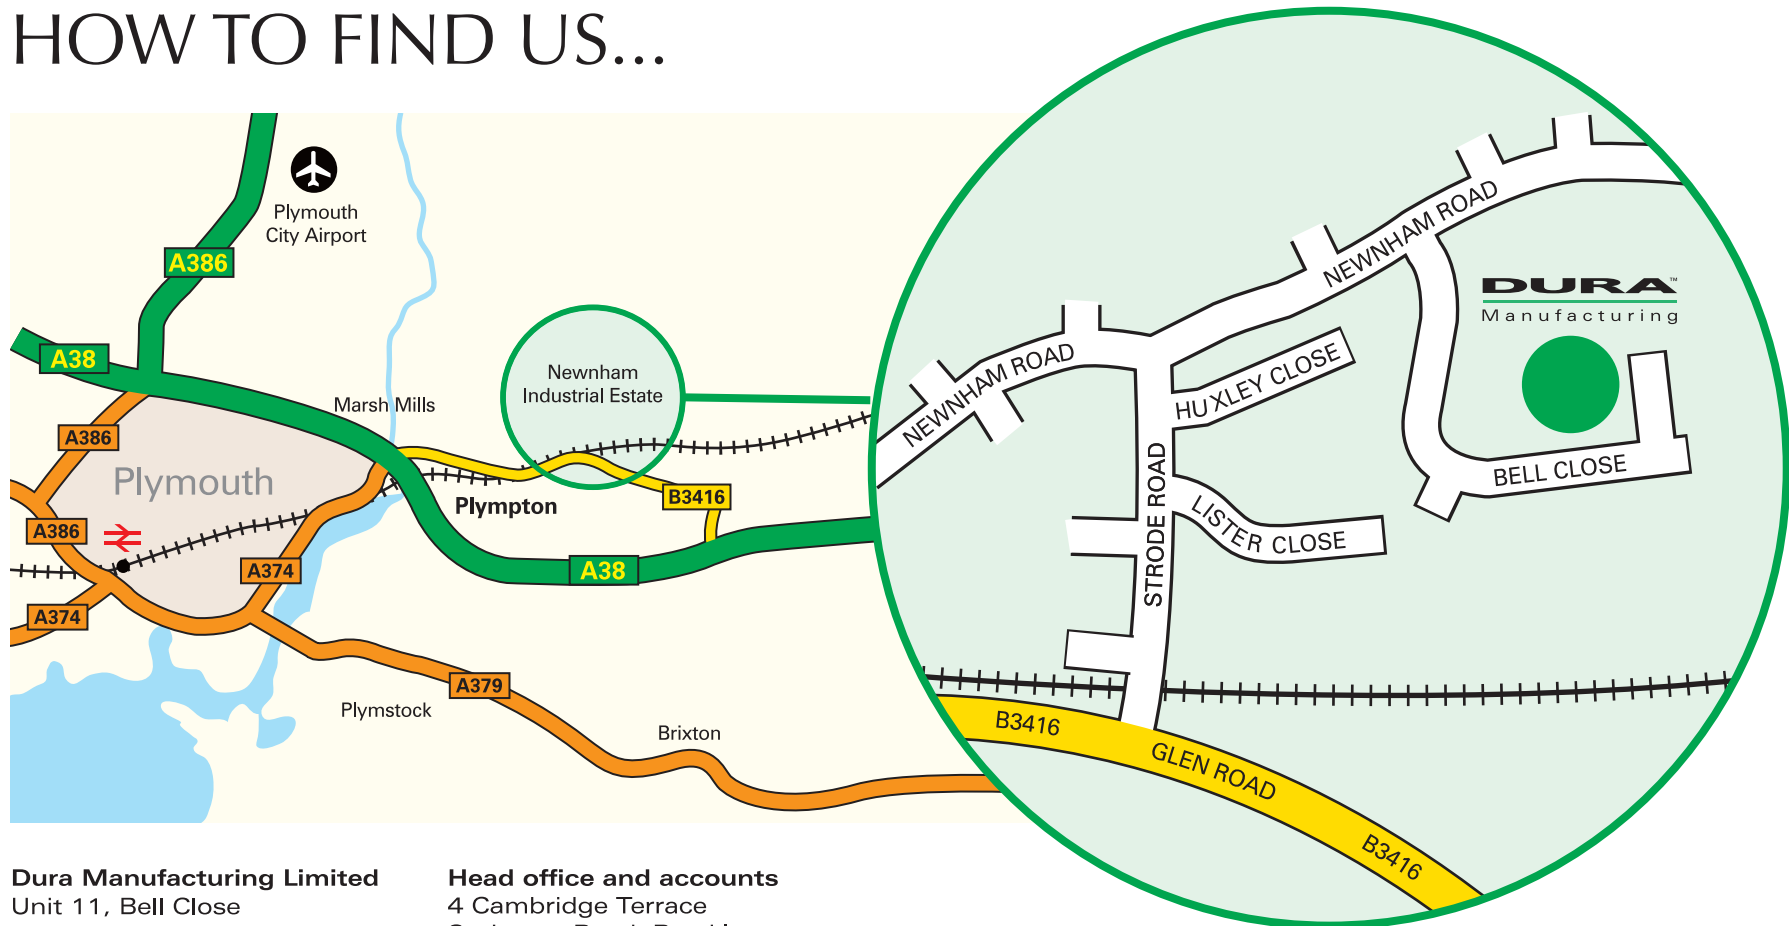 HOW TO FIND US...
Plymouth
City Airport
A386
A38
Marsh Mills
Newnham
Industrial Estate
A386
Plymouth
Plympton
B3416
A386
A374
A38
A374
A379
Plymstock
Brixton
NEWNHAM ROAD
NEWNHAM ROAD
DURA™
Manufacturing
HUXLEY CLOSE
STRODE ROAD
BELL CLOSE
LISTER CLOSE
B3416
GLEN ROAD
B3416
Dura Manufacturing Limited
Unit 11, Bell Close
Head office and accounts
4 Cambridge Terrace